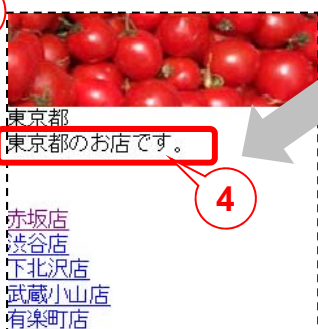 東京都
東京都のお店です。
4
赤坂店
渋谷店
下北沢店
武蔵小山店
有楽町店